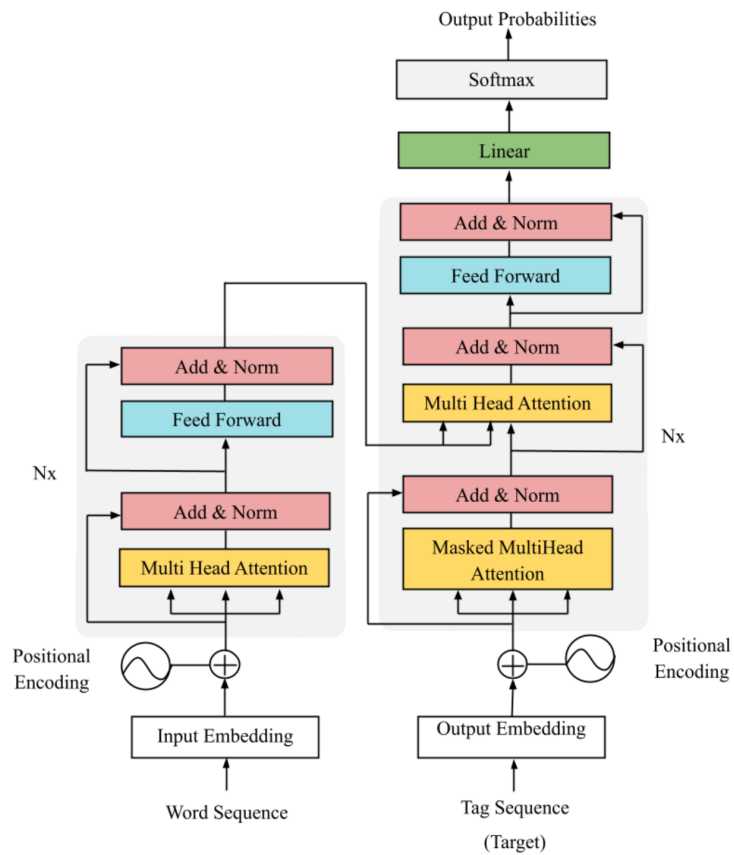 Output Probabilities
Softmax
Linear
Add & Norm
Feed Forward
Add & Norm
Multi Head Attention
Add & Norm
Masked MultiHead
Attention
Nx
Positional
Encoding
Output Embedding
Tag Sequence
(Target)
Add & Norm
Feed Forward
Nx
Add & Norm
Multi Head Attention
Positional
Encoding
Input Embedding
Word Sequence